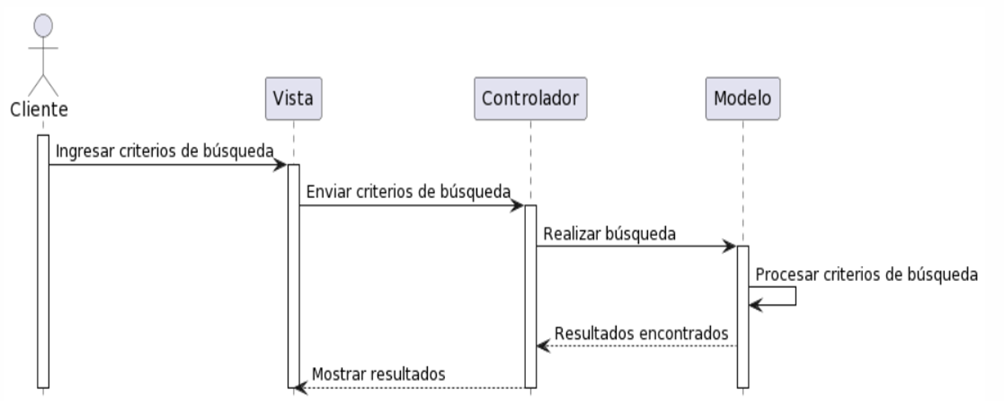 Cliente
Vista
Controlador
Modelo
Ingresar criterios de búsqueda
Enviar criterios de búsqueda
Realizar búsqueda
Procesar criterios de búsqueda
Resultados encontrados
Mostrar resultados